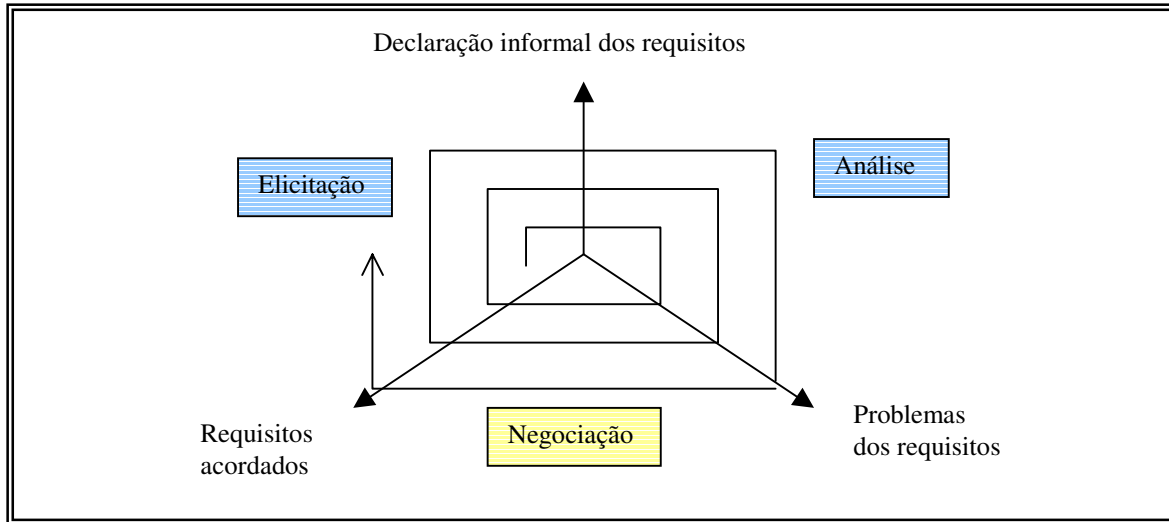 Declaração informal dos requisitos
Elicitação
Análise
Requisitos
acordados
Negociação
Problemas
dos requisitos